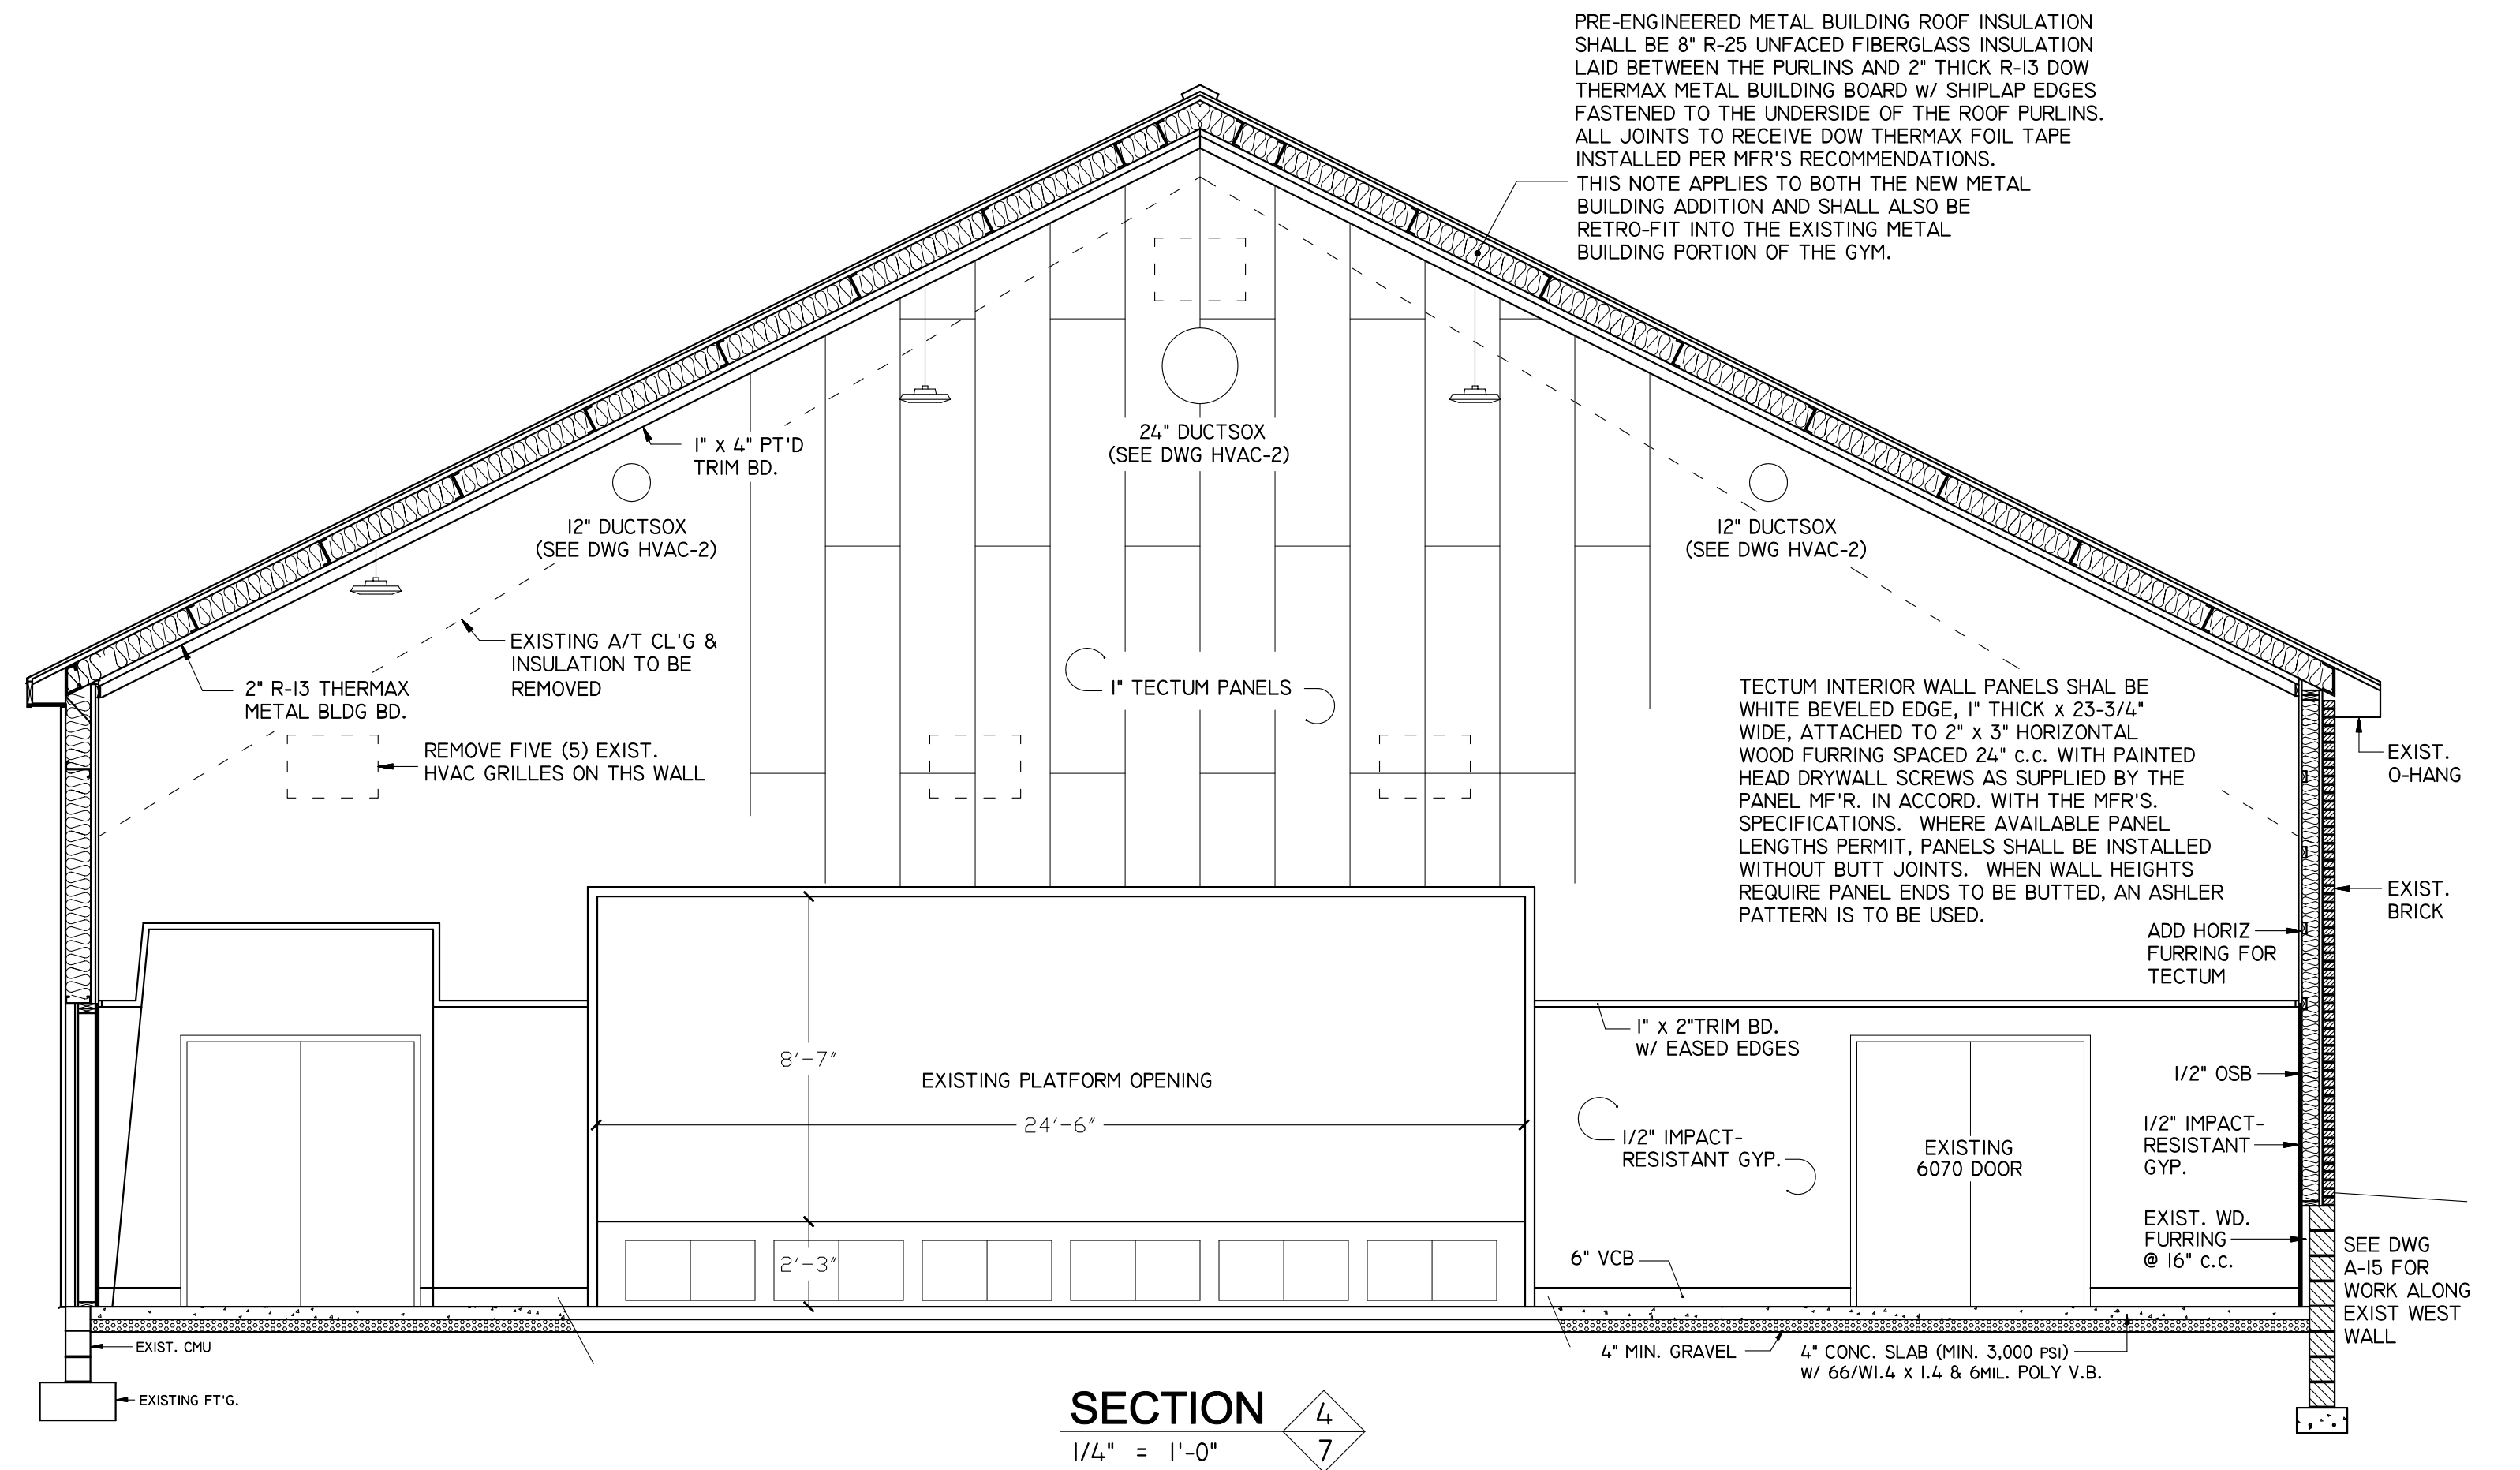 PRE-ENGINEERED METAL BUILDING ROOF INSULATION
SHALL BE 8" R-25 UNFACED FIBERGLASS INSULATION
LAID BETWEEN THE PURLINS AND 2" THICK R-13 DOW
THERMAX METAL BUILDING BOARD w/ SHIPLAP EDGES
FASTENED TO THE UNDERSIDE OF THE ROOF PURLINS.
ALL JOINTS TO RECEIVE DOW THERMAX FOIL TAPE
INSTALLED PER MFR'S RECOMMENDATIONS.
THIS NOTE APPLIES TO BOTH THE NEW METAL
BUILDING ADDITION AND SHALL ALSO BE
RETRO-FIT INTO THE EXISTING METAL
BUILDING PORTION OF THE GYM.
1" x 4" PT'D
TRIM BD.
24" DUCTSOX
(SEE DWG HVAC-2)
12" DUCTSOX
(SEE DWG HVAC-2)
12" DUCTSOX
(SEE DWG HVAC-2)
EXISTING A/T CL'G &
INSULATION TO BE
REMOVED
2" R-13 THERMAX
METAL BLDG BD.
1" TECTUM PANELS
REMOVE FIVE (5) EXIST.
HVAC GRILLES ON THS WALL
TECTUM INTERIOR WALL PANELS SHAL BE
WHITE BEVELED EDGE, 1" THICK x 23-3/4"
WIDE, ATTACHED TO 2" x 3" HORIZONTAL
WOOD FURRING SPACED 24" c.c. WITH PAINTED
HEAD DRYWALL SCREWS AS SUPPLIED BY THE
PANEL MF'R. IN ACCORD. WITH THE MFR'S.
SPECIFICATIONS. WHERE AVAILABLE PANEL
LENGTHS PERMIT, PANELS SHALL BE INSTALLED
WITHOUT BUTT JOINTS. WHEN WALL HEIGHTS
REQUIRE PANEL ENDS TO BE BUTTED, AN ASHLER
PATTERN IS TO BE USED.
EXIST.
O-HANG
EXIST.
BRICK
ADD HORIZ
FURRING FOR
TECTUM
1" x 2"TRIM BD.
w/ EASED EDGES
8'-7"
EXISTING PLATFORM OPENING
24'-6"
1/2" OSB
1/2" IMPACT-
RESISTANT GYP.
EXISTING
6070 DOOR
1/2" IMPACT-
RESISTANT
GYP.
EXIST. WD.
FURRING
@ 16" c.c.
2'-3"
6" VCB
SEE DWG
A-15 FOR
WORK ALONG
EXIST WEST
WALL
EXIST. CMU
EXISTING FT'G.
4" MIN. GRAVEL
4" CONC. SLAB (MIN. 3,000 PSI)
w/ 66/W1.4 x 1.4 & 6MIL. POLY V.B.
SECTION
4
7
1/4" = 1'-0"